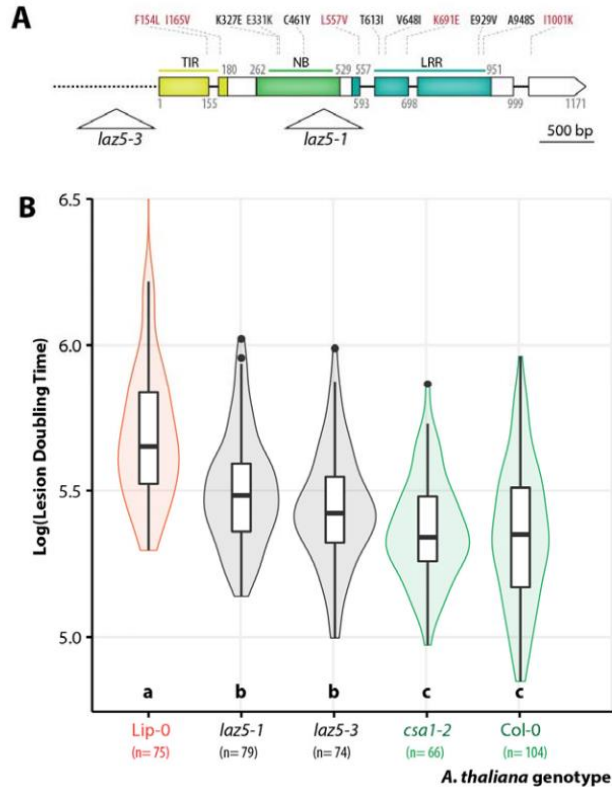 A
F154L I165V K327E E331K C461Y L557V T613I V648I K691E E929V A948S I1001K
TIR NB LRR
180 262 529 557 951
1 155 593 698 999 1171
laz5-3 laz5-1 500 bp
B
Log(Lesion Doubling Time)
6.5
6.0
5.5
5.0
a b b c c
Lip-0 laz5-1 laz5-3 csa1-2 Col-0
(n= 75) (n= 79) (n= 74) (n= 66) (n= 104)
A. thaliana genotype